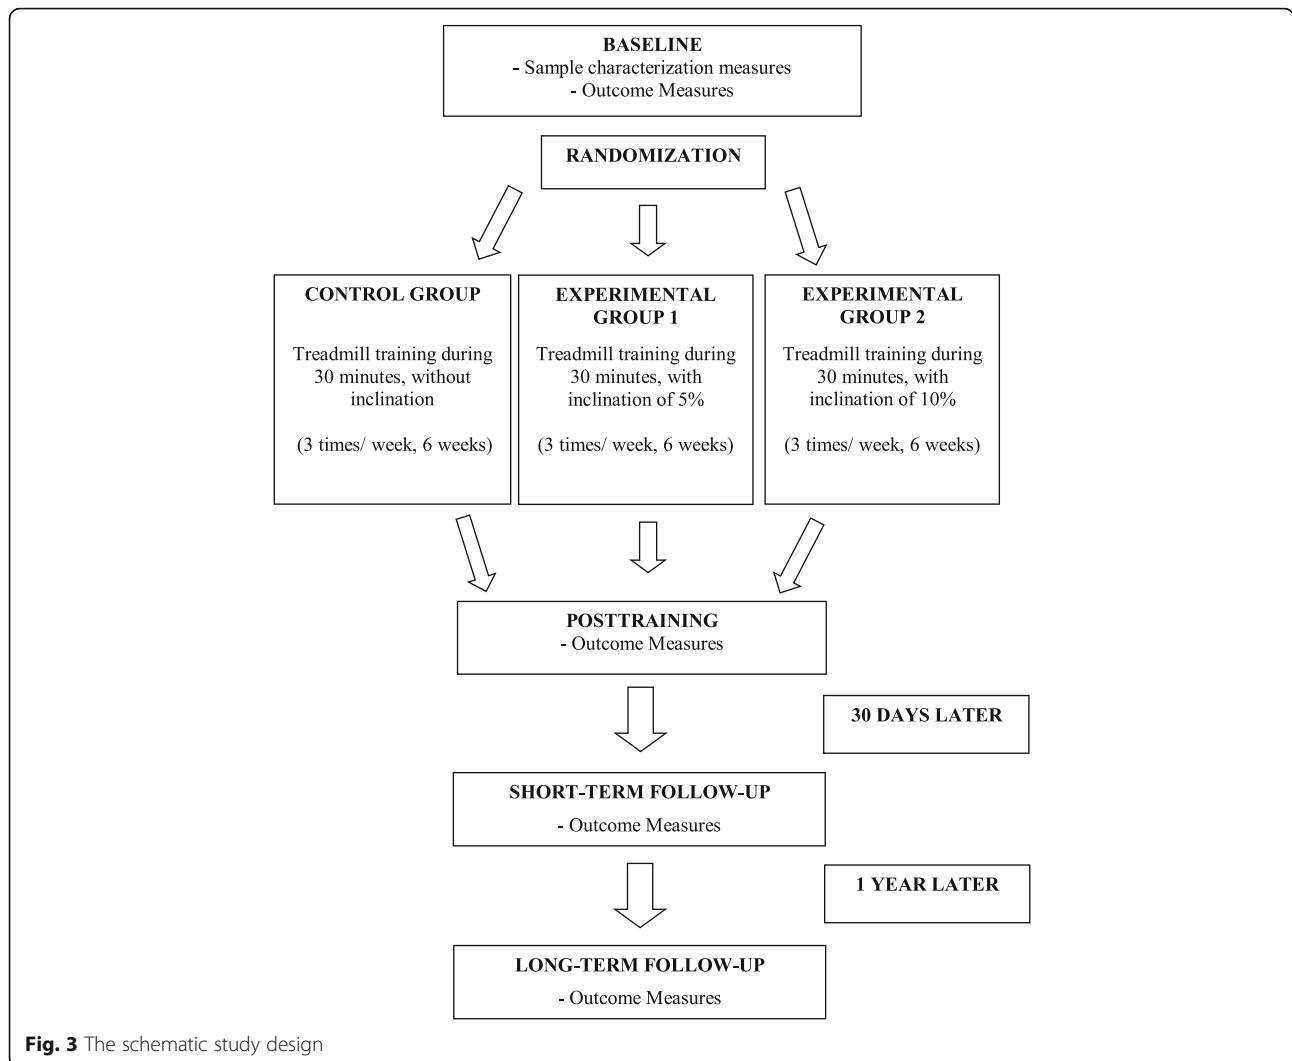 BASELINE
- Sample characterization measures
- Outcome Measures
RANDOMIZATION
CONTROL GROUP
Treadmill training during
30 minutes, without
inclination
(3 times/ week, 6 weeks)
EXPERIMENTAL
GROUP 1
Treadmill training during
30 minutes, with
inclination of 5%
(3 times/ week, 6 weeks)
EXPERIMENTAL
GROUP 2
Treadmill training during
30 minutes, with
inclination of 10%
(3 times/ week, 6 weeks)
POSTTRAINING
- Outcome Measures
30 DAYS LATER
SHORT-TERM FOLLOW-UP
- Outcome Measures
1 YEAR LATER
LONG-TERM FOLLOW-UP
- Outcome Measures
Fig. 3 The schematic study design